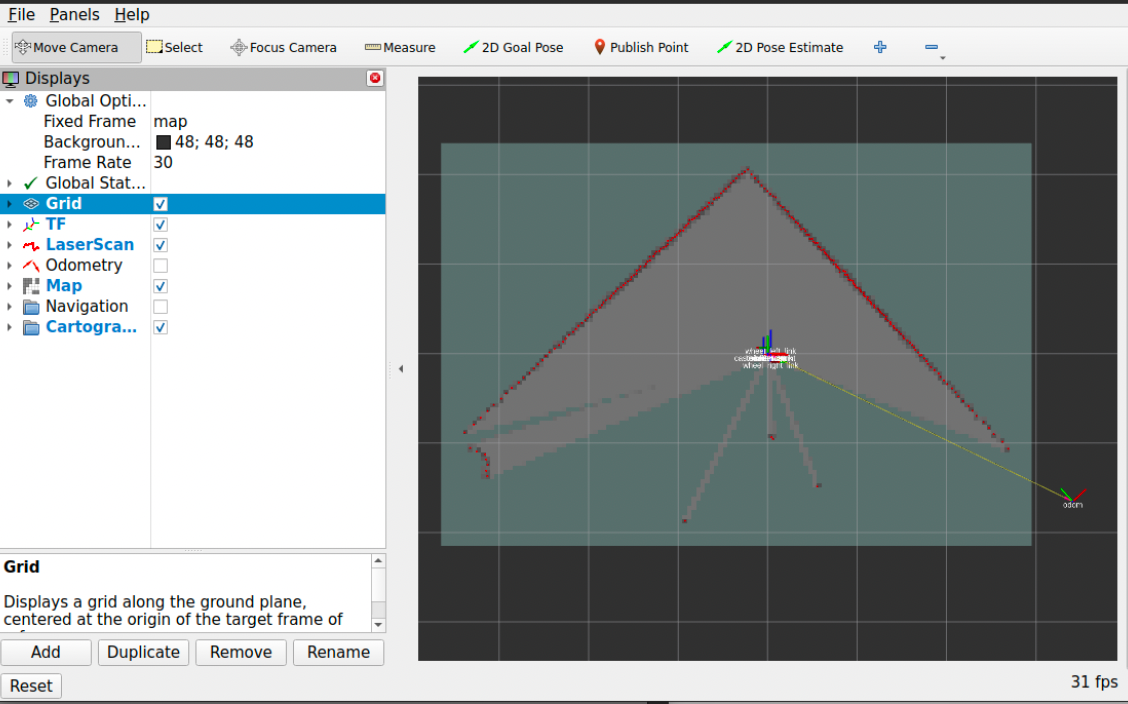 File Panels Help
Move Camera Select Focus Camera Measure 2D Goal Pose Publish Point 2D Pose Estimate
Displays
Global Opti...
Fixed Frame map
Backgroun... 48; 48; 48
Frame Rate 30
Global Stat...
Grid
TF
LaserScan
Odometry
Map
Navigation
Cartogra...
Grid
Displays a grid along the ground plane,
centered at the origin of the target frame of
Add Duplicate Remove Rename
Reset
31 fps
wheel_left_link
wheel_right_link
odom